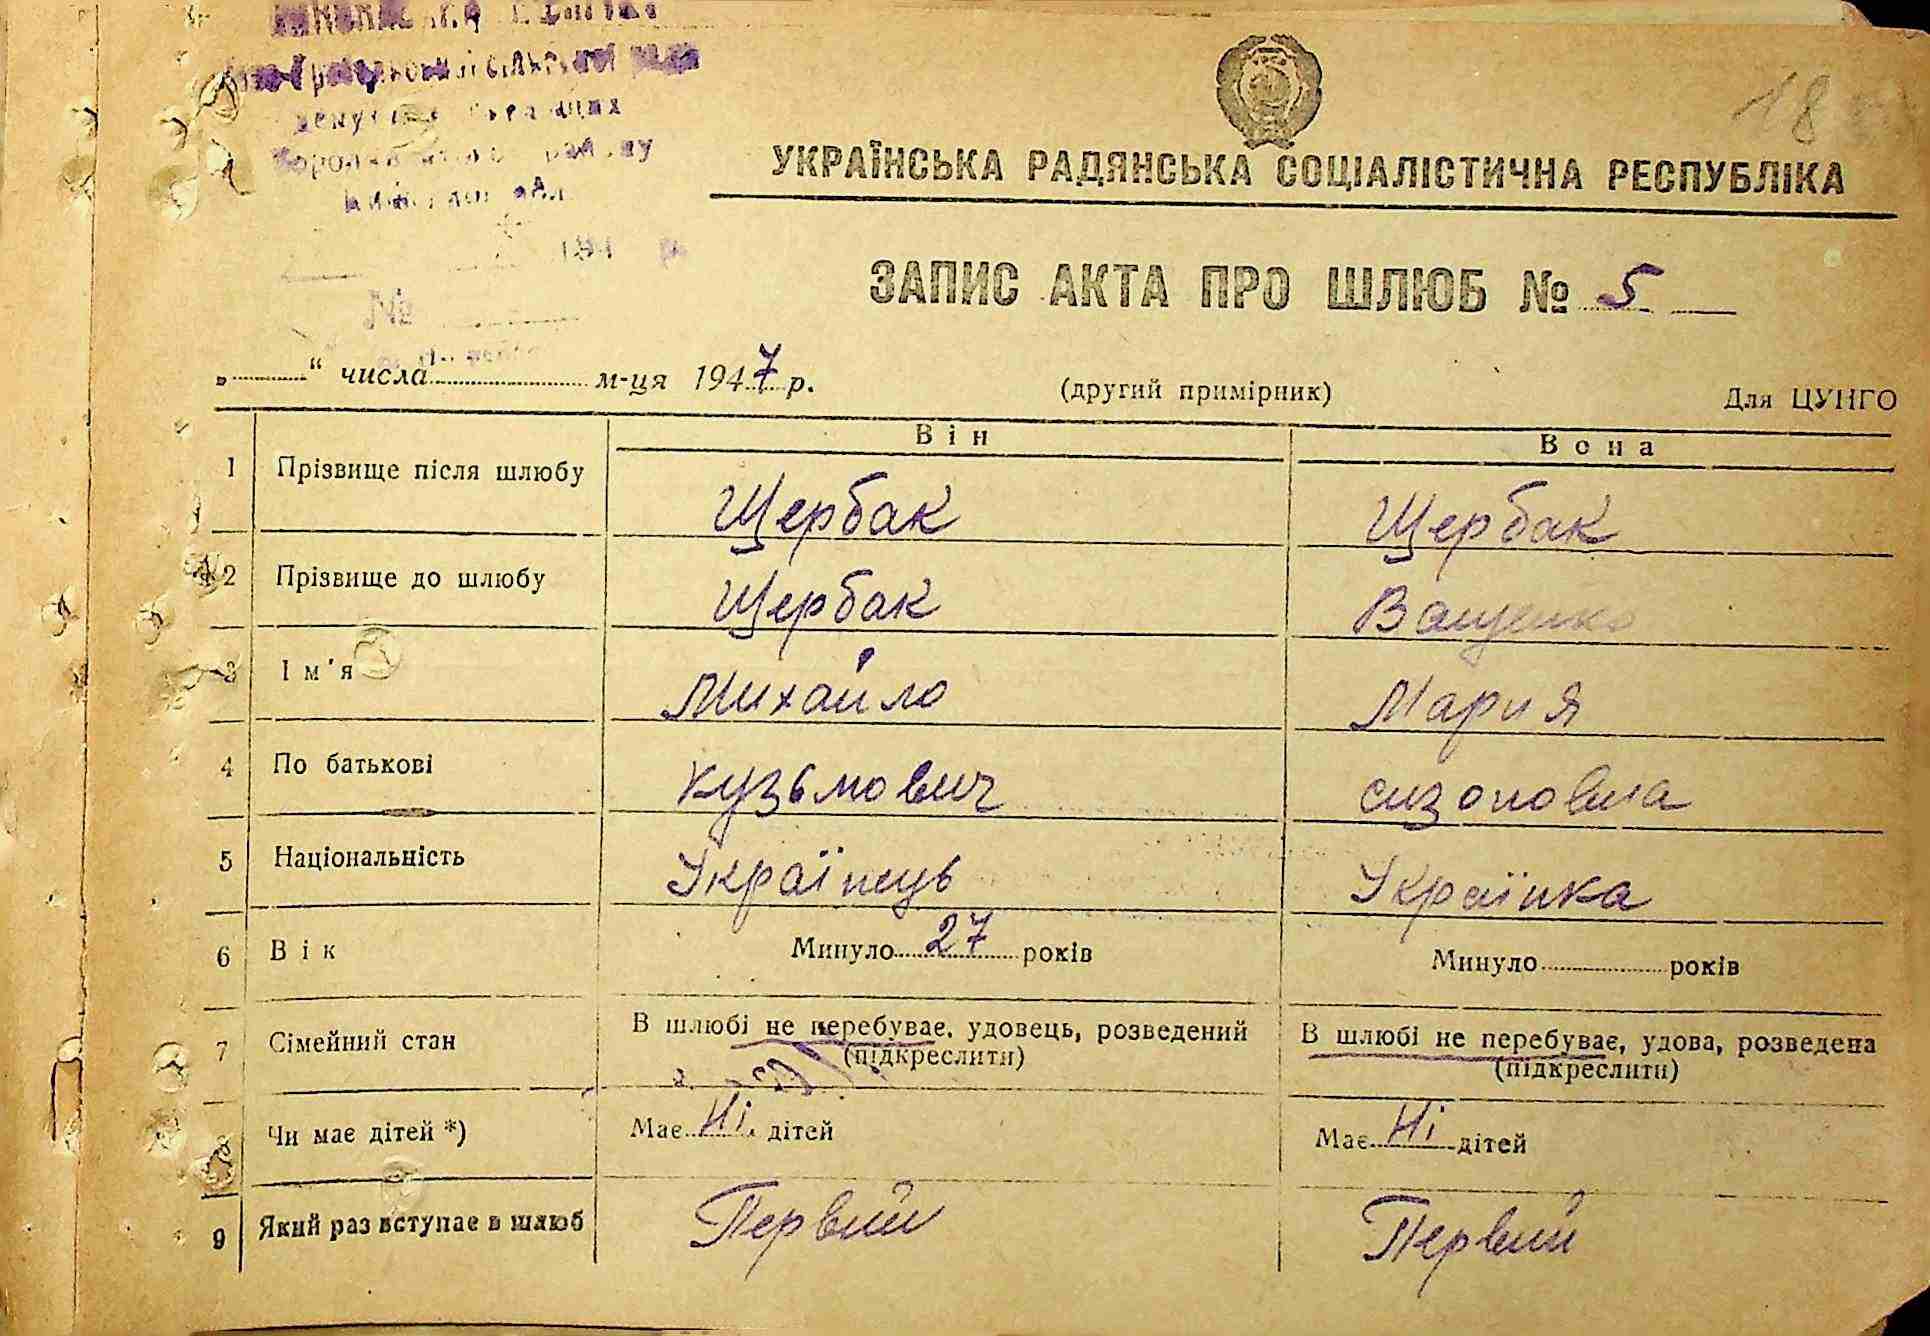 18
УКРАЇНСЬКА РАДЯНСЬКА СОЦІАЛІСТИЧНА РЕСПУБЛІКА
ЗАПИС АКТА ПРО ШЛЮБ № 5
№
„ “ числа м-ця 1947 р. (другий примірник) Для ЦУНГО
Він Вона
1 Прізвище після шлюбу Щербак Щербак
2 Прізвище до шлюбу Щербак Ващенко
3 Ім'я Михайло Мария
4 По батькові Кузьмович сизоновна
5 Національність Українець Українка
6 Вік Минуло 27 років Минуло років
7 Сімейний стан В шлюбі не перебуває, удовець, розведений В шлюбі не перебуває, удова, розведена
(підкреслити) (підкреслити)
8 Чи має дітей *) Має Ні дітей Має Ні дітей
9 Який раз вступає в шлюб Первий Первий